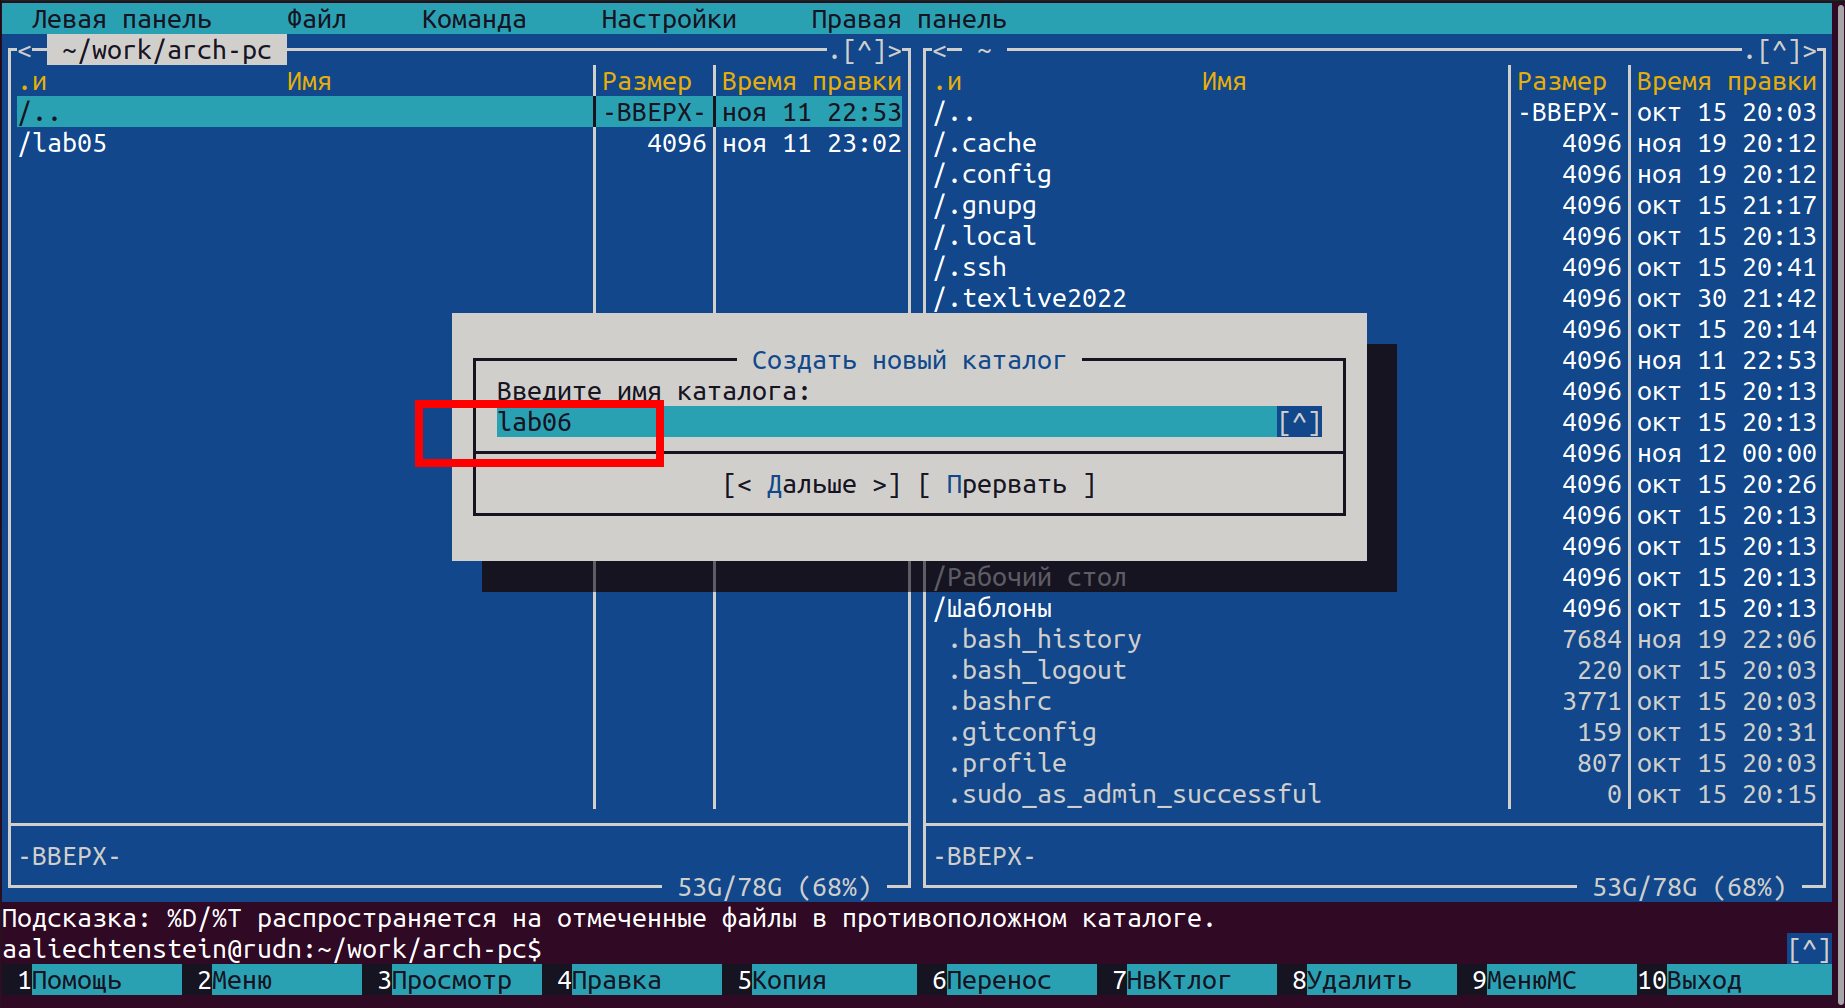 Левая панель Файл Команда Настройки Правая панель
<─ ~/work/arch-pc .[^]> <─ ~ .[^]>
.и Имя Размер Время правки .и Имя Размер Время правки
/.. -ВВЕРХ- ноя 11 22:53 /.. -ВВЕРХ- окт 15 20:03
/lab05 4096 ноя 11 23:02 /.cache 4096 ноя 19 20:12
/.config 4096 ноя 19 20:12
/.gnupg 4096 окт 15 21:17
/.local 4096 окт 15 20:13
/.ssh 4096 окт 15 20:41
/.texlive2022 4096 окт 30 21:42
4096 окт 15 20:14
Создать новый каталог 4096 ноя 11 22:53
Введите имя каталога: 4096 окт 15 20:13
lab06 [^] 4096 окт 15 20:13
4096 ноя 12 00:00
[< Дальше >] [ Прервать ] 4096 окт 15 20:26
4096 окт 15 20:13
4096 окт 15 20:13
/Рабочий стол 4096 окт 15 20:13
/Шаблоны 4096 окт 15 20:13
.bash_history 7684 ноя 19 22:06
.bash_logout 220 окт 15 20:03
.bashrc 3771 окт 15 20:03
.gitconfig 159 окт 15 20:31
.profile 807 окт 15 20:03
.sudo_as_admin_successful 0 окт 15 20:15
-ВВЕРХ- -ВВЕРХ-
53G/78G (68%) 53G/78G (68%)
Подсказка: %D/%T распространяется на отмеченные файлы в противоположном каталоге.
aaliechtenstein@rudn:~/work/arch-pc$ [^]
1Помощь 2Меню 3Просмотр 4Правка 5Копия 6Перенос 7НвКтлог 8Удалить 9МенюМС 10Выход